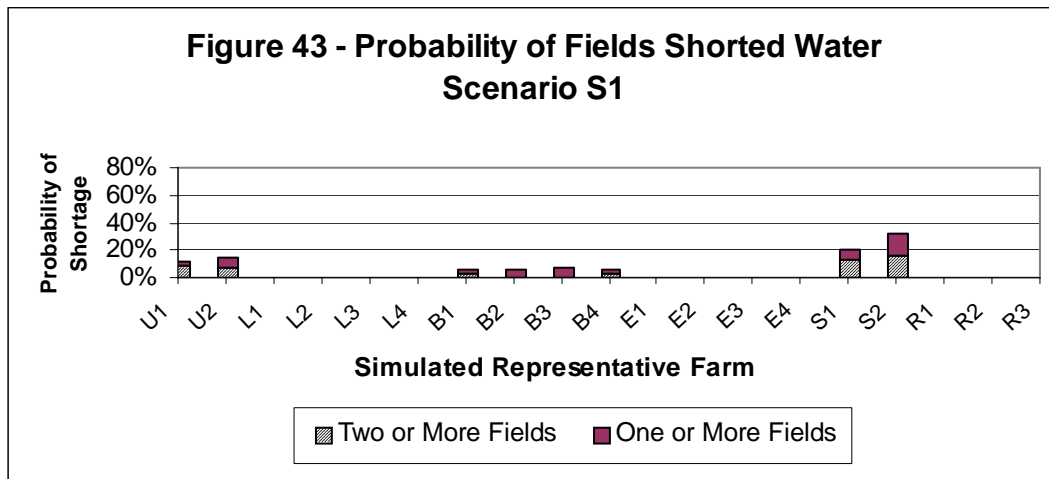 Figure 43 - Probability of Fields Shorted Water
Scenario S1
Probability of
Shortage
80%
60%
40%
20%
0%
U1 U2 L1 L2 L3 L4 B1 B2 B3 B4 E1 E2 E3 E4 S1 S2 R1 R2 R3
Simulated Representative Farm
Two or More Fields One or More Fields